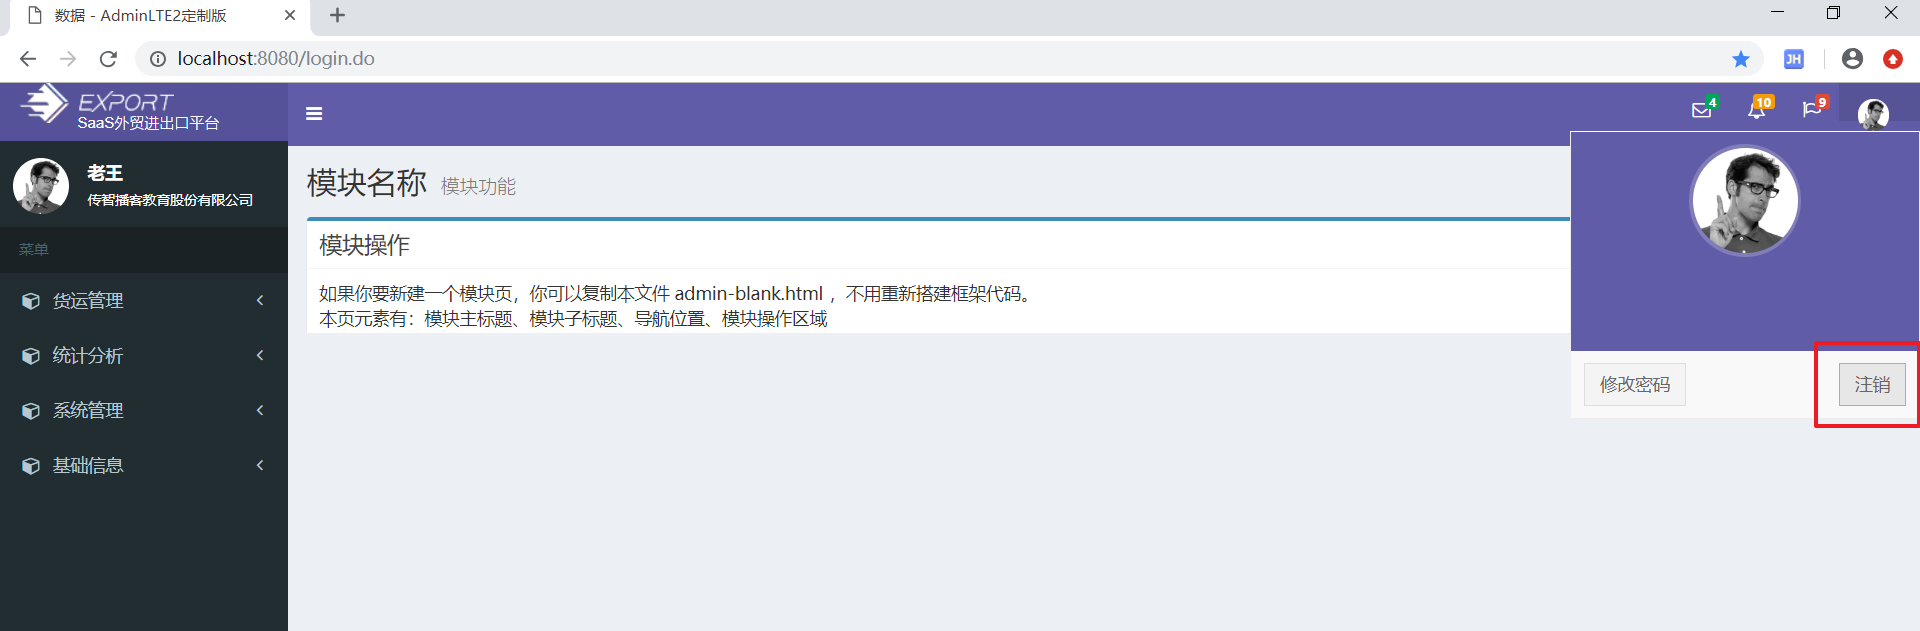 数据 - AdminLTE2定制版
localhost:8080/login.do
JH
EXPORT
SaaS外贸进出口平台
4
10
9
老王
传智播客教育股份有限公司
菜单
货运管理
统计分析
系统管理
基础信息
模块名称 模块功能
模块操作
如果你要新建一个模块页，你可以复制本文件 admin-blank.html ，不用重新搭建框架代码。
本页元素有：模块主标题、模块子标题、导航位置、模块操作区域
修改密码
注销